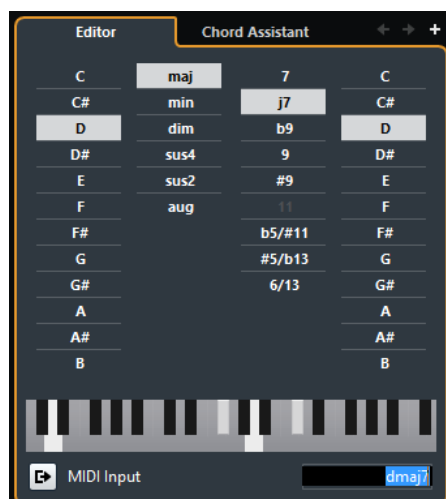 Editor Chord Assistant
C maj 7 C
C# min j7 C#
D dim b9 D
D# sus4 9 D#
E sus2 #9 E
F aug 11 F
F# b5/#11 F#
G #5/b13 G
G# 6/13 G#
A A
A# A#
B B
MIDI Input dmaj7